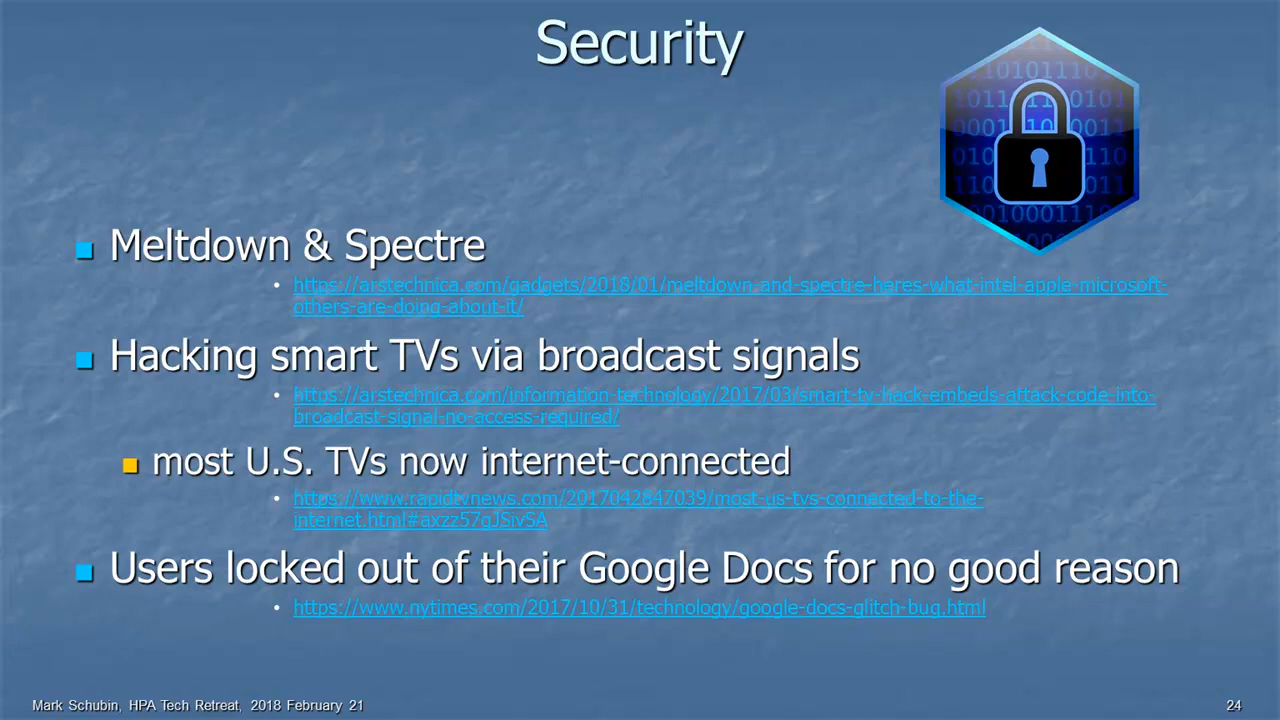 Security
Meltdown & Spectre
https://arstechnica.com/gadgets/2018/01/meltdown-and-spectre-heres-what-intel-apple-microsoft-
others-are-doing-about-it/
Hacking smart TVs via broadcast signals
https://arstechnica.com/information-technology/2017/03/smart-tv-hack-embeds-attack-code-into-
broadcast-signal-no-access-required/
most U.S. TVs now internet-connected
https://www.rapidtvnews.com/2017042847039/most-us-tvs-connected-to-the-
internet.html#axzz57qJSivSA
Users locked out of their Google Docs for no good reason
https://www.nytimes.com/2017/10/31/technology/google-docs-glitch-bug.html
Mark Schubin, HPA Tech Retreat, 2018 February 21
24